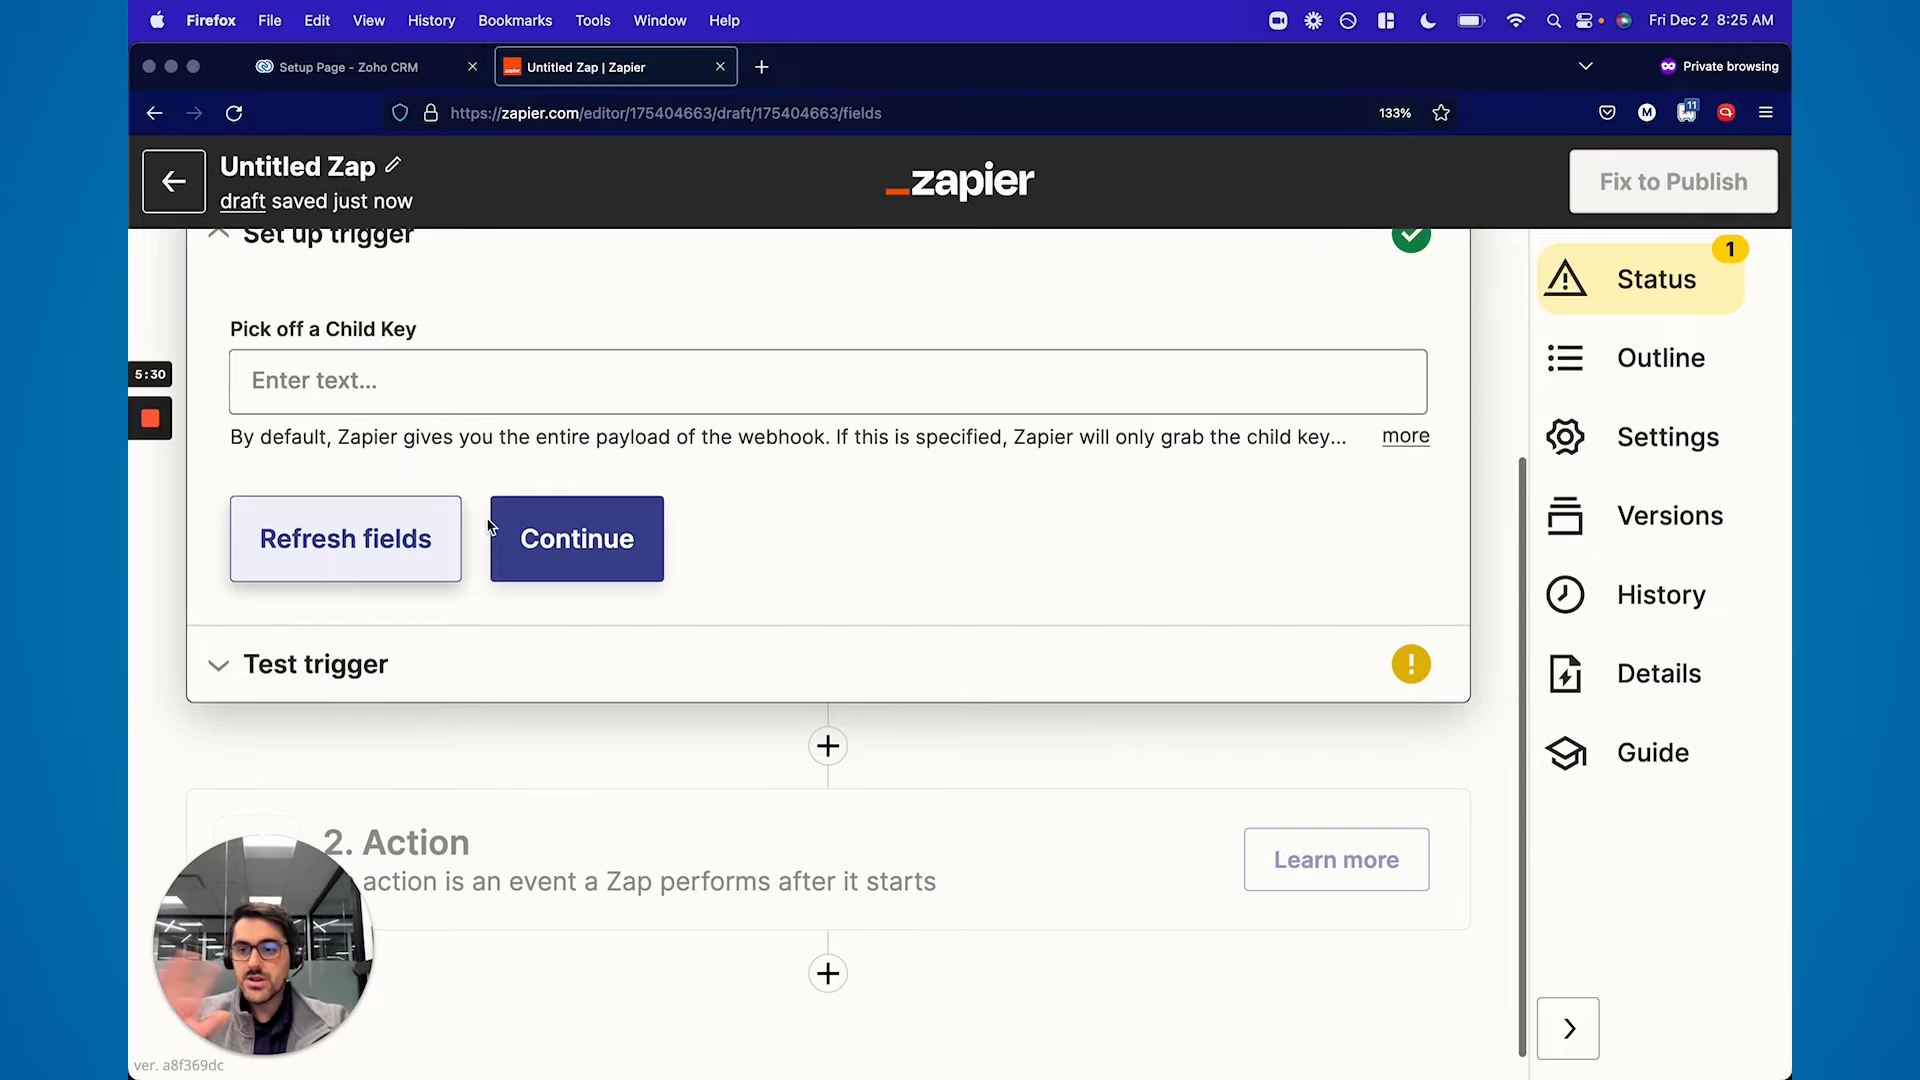 Firefox File Edit View History Bookmarks Tools Window Help Fri Dec 2 8:25 AM
Setup Page - Zoho CRM Untitled Zap | Zapier Private browsing
https://zapier.com/editor/175404663/draft/175404663/fields 133% M 11
Untitled Zap
draft saved just now
_zapier
Fix to Publish
Set up trigger
Pick off a Child Key
Enter text...
By default, Zapier gives you the entire payload of the webhook. If this is specified, Zapier will only grab the child key... more
Refresh fields Continue
Test trigger
2. Action
action is an event a Zap performs after it starts
Learn more
1
Status
Outline
Settings
Versions
History
Details
Guide
5:30
ver. a8f369dc